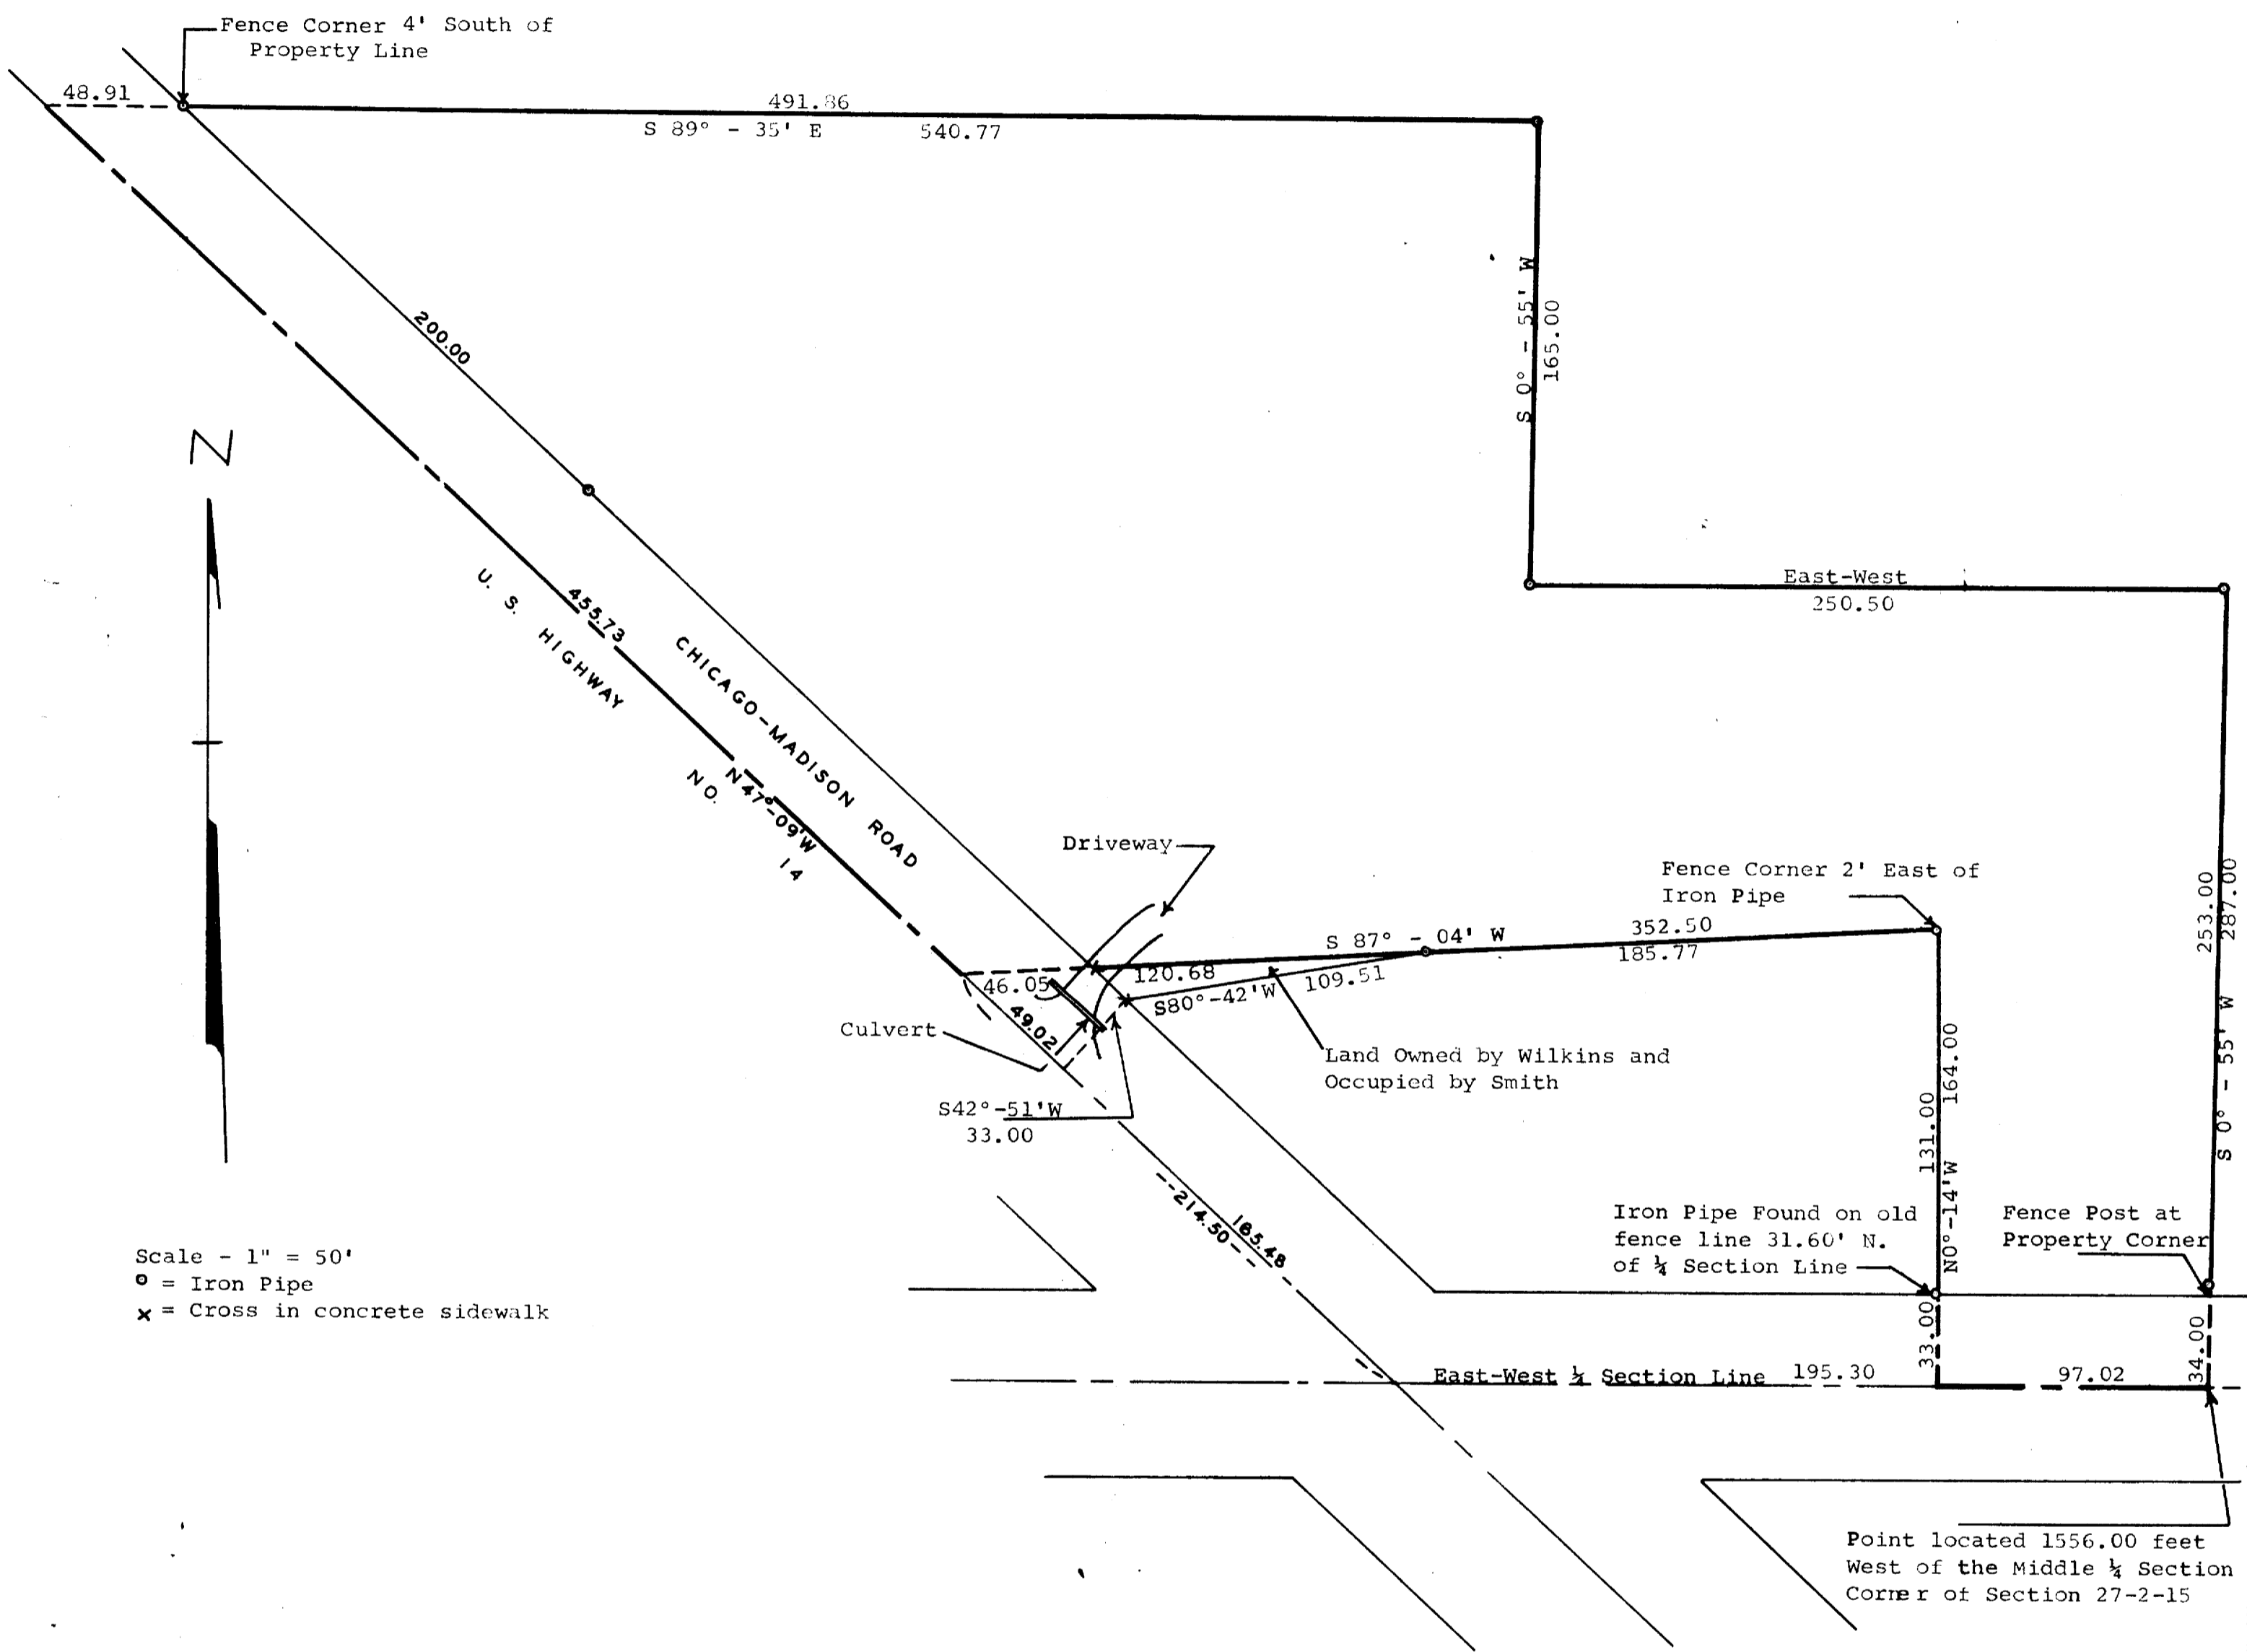 Fence Corner 4' South of
Property Line
48.91
491.86
S 89° - 35' E 540.77
S 0° - 55' W
165.00
200.00
N
East-West
250.50
455.73
U. S. HIGHWAY
NO. 14
CHICAGO-MADISON ROAD
N 47°-09'W
Driveway
Fence Corner 2' East of
Iron Pipe
253.00
287.00
S 0° - 55' W
S 87° - 04' W
352.50
185.77
120.68
109.51
S80°-42'W
46.05
49.02
Culvert
Land Owned by Wilkins and
Occupied by Smith
S42°-51'W
33.00
131.00
164.00
N0°-14'W
Iron Pipe Found on old
fence line 31.60' N.
of ¼ Section Line
Fence Post at
Property Corner
214.50
185.48
Scale - 1" = 50'
= Iron Pipe
x = Cross in concrete sidewalk
33.00
34.00
East-West ¼ Section Line 195.30
97.02
Point located 1556.00 feet
West of the Middle ¼ Section
Corner of Section 27-2-15